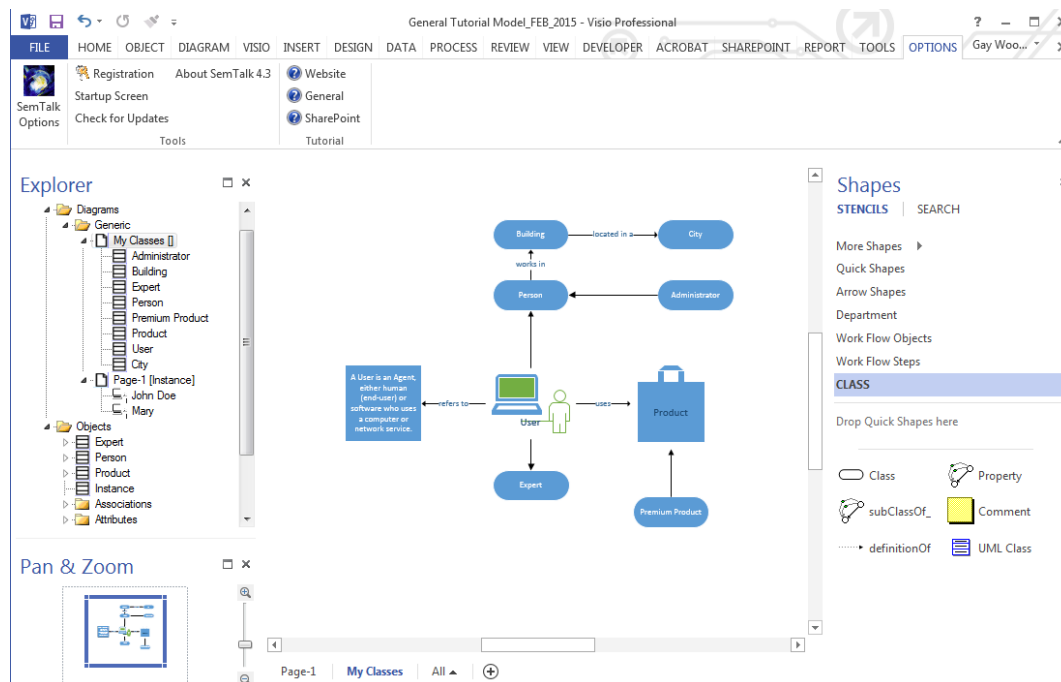 General Tutorial Model_FEB_2015 - Visio Professional
?
FILE HOME OBJECT DIAGRAM VISIO INSERT DESIGN DATA PROCESS REVIEW VIEW DEVELOPER ACROBAT SHAREPOINT REPORT TOOLS OPTIONS Gay Woo...
SemTalk Options
Registration
About SemTalk 4.3
Startup Screen
Check for Updates
Tools
Website
General
SharePoint
Tutorial
Explorer
Diagrams
Generic
My Classes []
Administrator
Building
Expert
Person
Premium Product
Product
User
City
Page-1 [Instance]
John Doe
Mary
Objects
Expert
Person
Product
Instance
Associations
Attributes
Pan & Zoom
Building
located in a
City
works in
Person
Administrator
A User is an Agent,
either human
(end-user) or
software who uses
a computer or
network service.
refers to
User
uses
Product
Expert
Premium Product
Page-1
My Classes
All
Shapes
STENCILS | SEARCH
More Shapes
Quick Shapes
Arrow Shapes
Department
Work Flow Objects
Work Flow Steps
CLASS
Drop Quick Shapes here
Class
Property
subClassOf_
Comment
definitionOf
UML Class